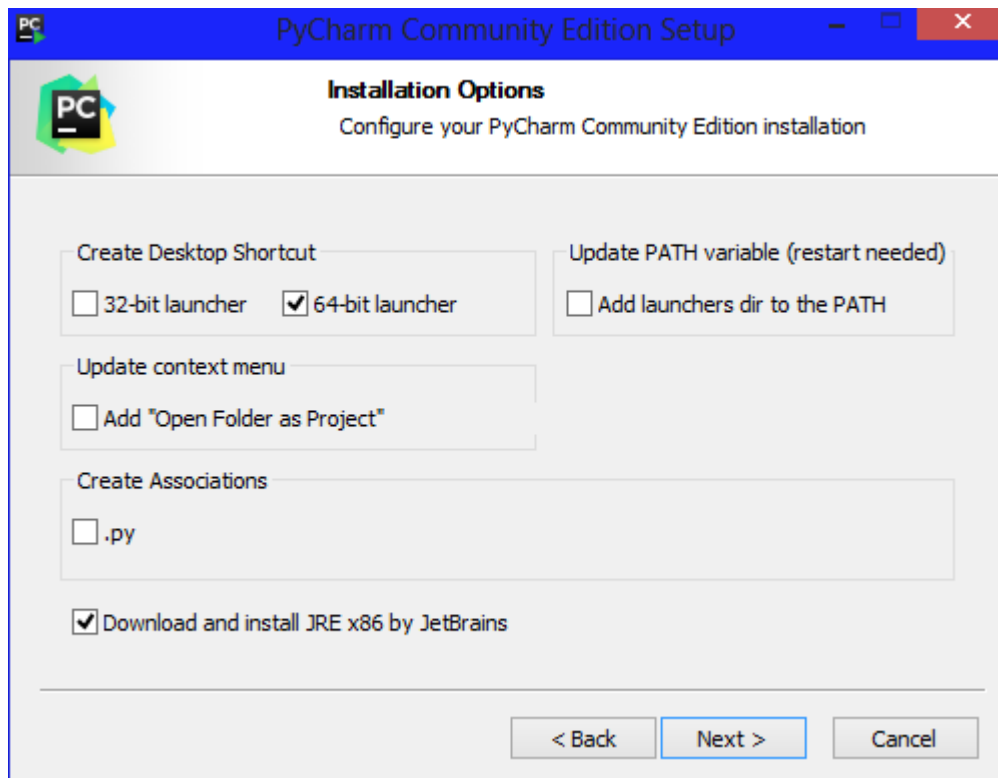 PC
PyCharm Community Edition Setup
PC
Installation Options
Configure your PyCharm Community Edition installation
Create Desktop Shortcut
32-bit launcher
64-bit launcher
Update PATH variable (restart needed)
Add launchers dir to the PATH
Update context menu
Add "Open Folder as Project"
Create Associations
.py
Download and install JRE x86 by JetBrains
< Back
Next >
Cancel